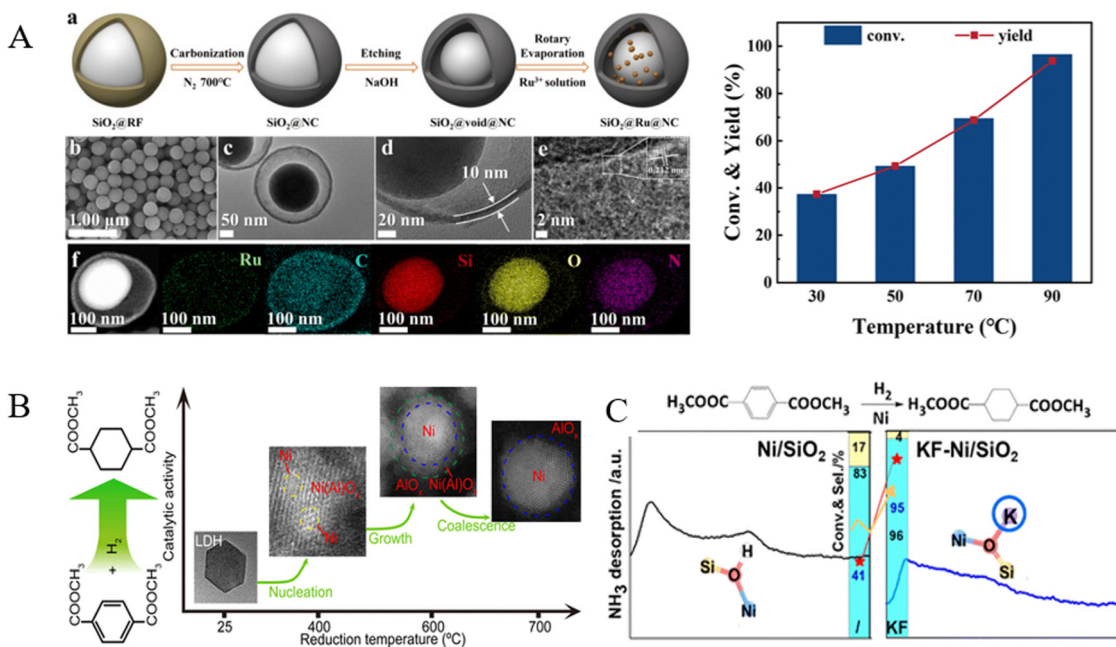 A
a
Carbonization
N₂ 700℃
Etching
NaOH
Rotary
Evaporation
Ru³⁺ solution
SiO₂@RF
SiO₂@NC
SiO₂@void@NC
SiO₂@Ru@NC
b
1.00 µm
c
50 nm
d
10 nm
20 nm
e
0.212 nm
2 nm
f
100 nm
Ru
100 nm
C
100 nm
Si
100 nm
O
100 nm
N
100 nm
conv.
yield
Conv. & Yield (%)
100
80
60
40
20
0
30
50
70
90
Temperature (℃)
B
COOCH₃
COOCH₃
+ H₂
COOCH₃
COOCH₃
Catalytic activity
LDH
Nucleation
Ni
Ni(Al)Oₓ
Ni
Growth
Ni
AlOₓ
Coalescence
AlOₓ
Ni
25
400
600
700
Reduction temperature (ºC)
C
H₃COOC
COOCH₃
H₂
Ni
H₃COOC
COOCH₃
Ni/SiO₂
KF-Ni/SiO₂
NH₃ desorption /a.u.
Conv.& Sel./%
17
83
41
/
4
95
96
KF
Si
O
H
Ni
Ni
O
K
Si